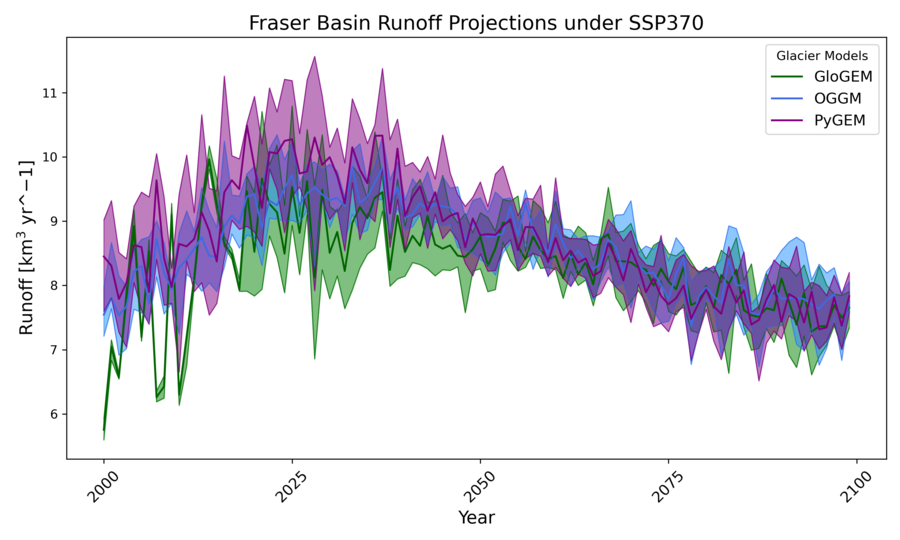 Fraser Basin Runoff Projections under SSP370
Glacier Models
GloGEM
OGGM
PyGEM
Runoff [km³ yr^−1]
11
10
9
8
7
6
2000
2025
2050
2075
2100
Year